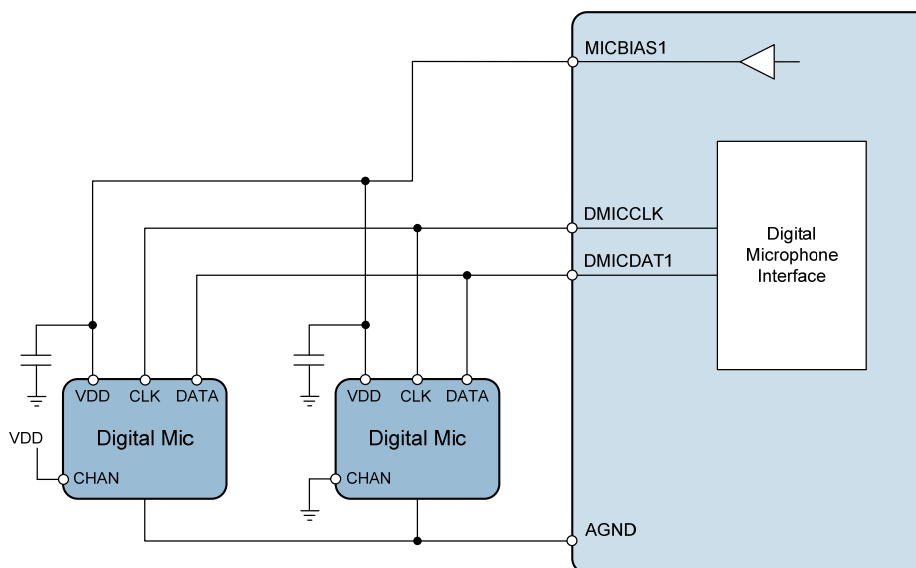 MICBIAS1
DMICCLK
DMICDAT1
Digital
Microphone
Interface
VDD CLK DATA
Digital Mic
VDD
CHAN
VDD CLK DATA
Digital Mic
CHAN
AGND